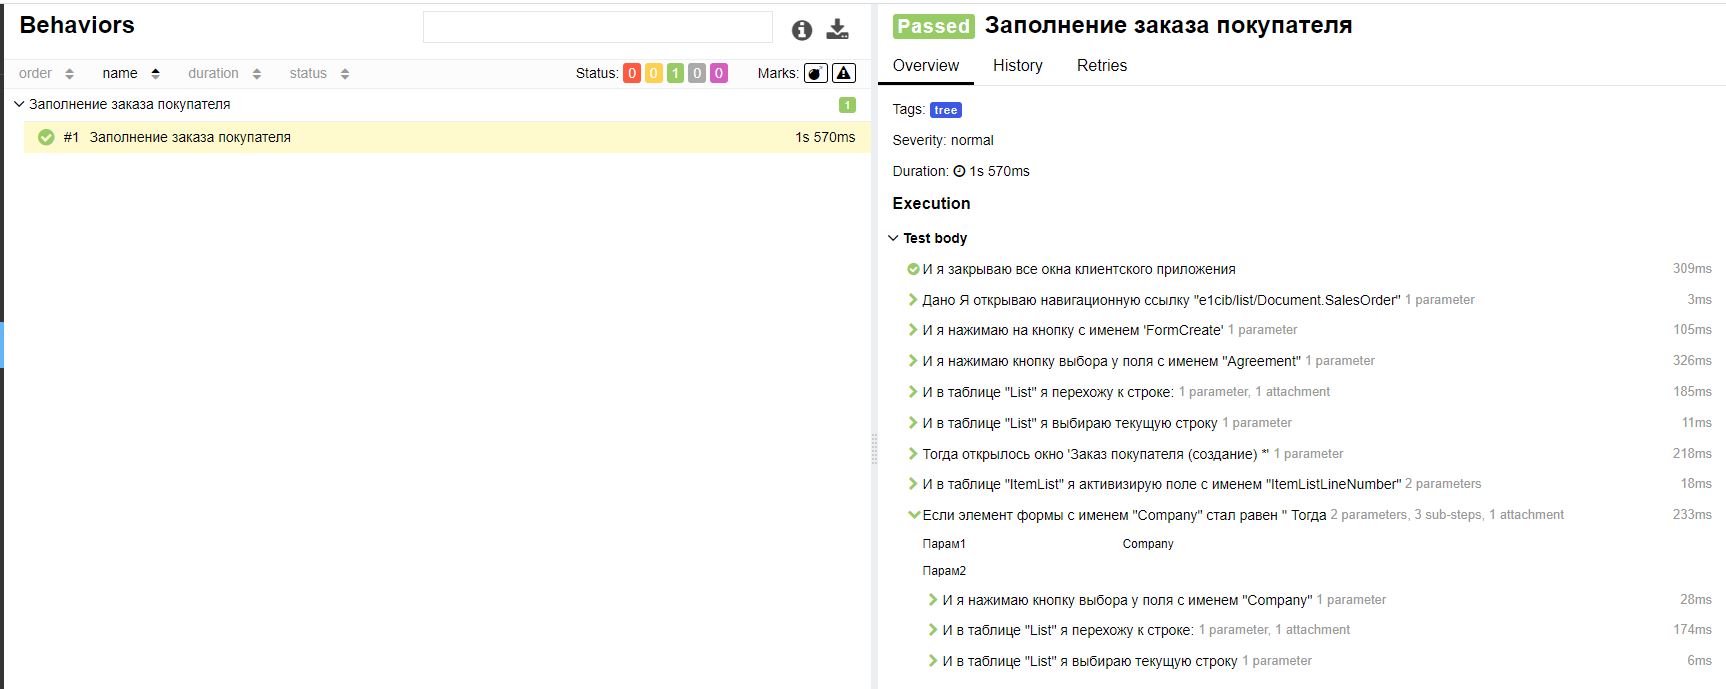 Behaviors
order name duration status Status: 0 0 1 0 0 Marks:
Заполнение заказа покупателя 1
#1 Заполнение заказа покупателя 1s 570ms
Passed Заполнение заказа покупателя
Overview History Retries
Tags: tree
Severity: normal
Duration: 1s 570ms
Execution
Test body
И я закрываю все окна клиентского приложения 309ms
Дано Я открываю навигационную ссылку "e1cib/list/Document.SalesOrder" 1 parameter 3ms
И я нажимаю на кнопку с именем 'FormCreate' 1 parameter 105ms
И я нажимаю кнопку выбора у поля с именем "Agreement" 1 parameter 326ms
И в таблице "List" я перехожу к строке: 1 parameter, 1 attachment 185ms
И в таблице "List" я выбираю текущую строку 1 parameter 11ms
Тогда открылось окно 'Заказ покупателя (создание) *' 1 parameter 218ms
И в таблице "ItemList" я активизирую поле с именем "ItemListLineNumber" 2 parameters 18ms
Если элемент формы с именем "Company" стал равен '' Тогда 2 parameters, 3 sub-steps, 1 attachment 233ms
Парам1 Company
Парам2
И я нажимаю кнопку выбора у поля с именем "Company" 1 parameter 28ms
И в таблице "List" я перехожу к строке: 1 parameter, 1 attachment 174ms
И в таблице "List" я выбираю текущую строку 1 parameter 6ms